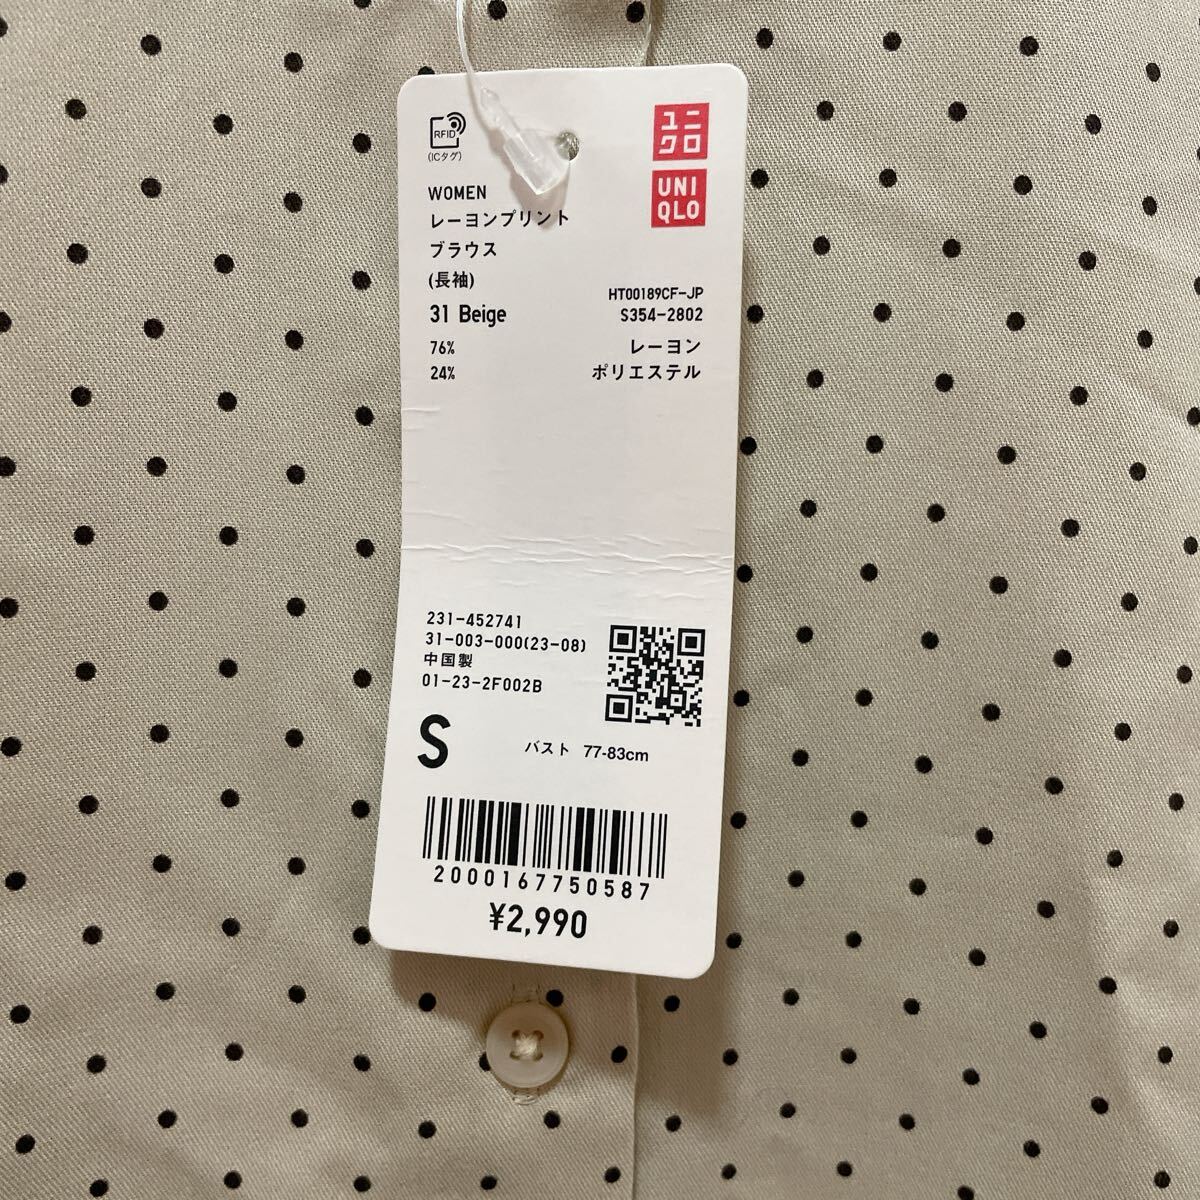 RFID
(ICタグ)
ユニ
クロ
UNI
QLO
WOMEN
レーヨンプリント
ブラウス
(長袖)
31 Beige
HT00189CF-JP
S354-2802
76% レーヨン
24% ポリエステル
231-452741
31-003-000(23-08)
中国製
01-23-2F002B
S バスト 77-83cm
2000167750587
¥2,990